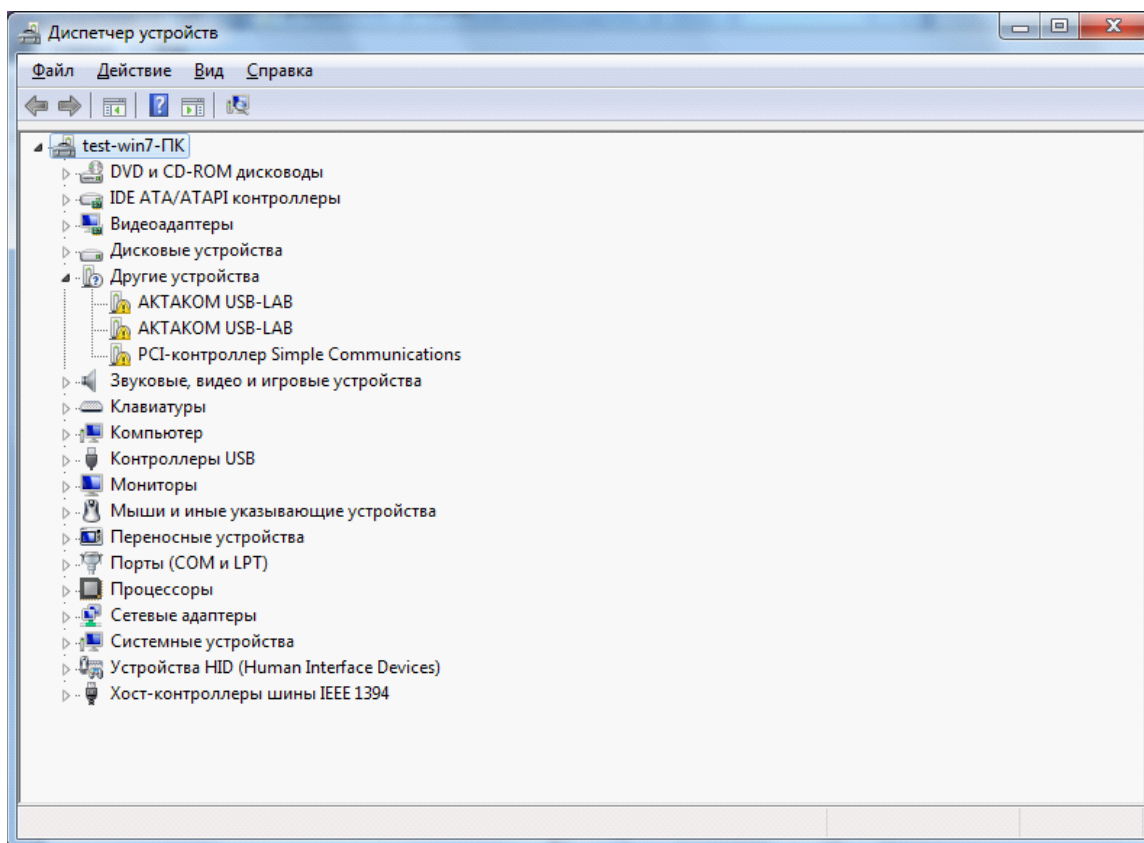 Диспетчер устройств
Файл Действие Вид Справка
test-win7-ПК
DVD и CD-ROM дисководы
IDE ATA/ATAPI контроллеры
Видеоадаптеры
Дисковые устройства
Другие устройства
АКТАКОМ USB-LAB
АКТАКОМ USB-LAB
PCI-контроллер Simple Communications
Звуковые, видео и игровые устройства
Клавиатуры
Компьютер
Контроллеры USB
Мониторы
Мыши и иные указывающие устройства
Переносные устройства
Порты (COM и LPT)
Процессоры
Сетевые адаптеры
Системные устройства
Устройства HID (Human Interface Devices)
Хост-контроллеры шины IEEE 1394